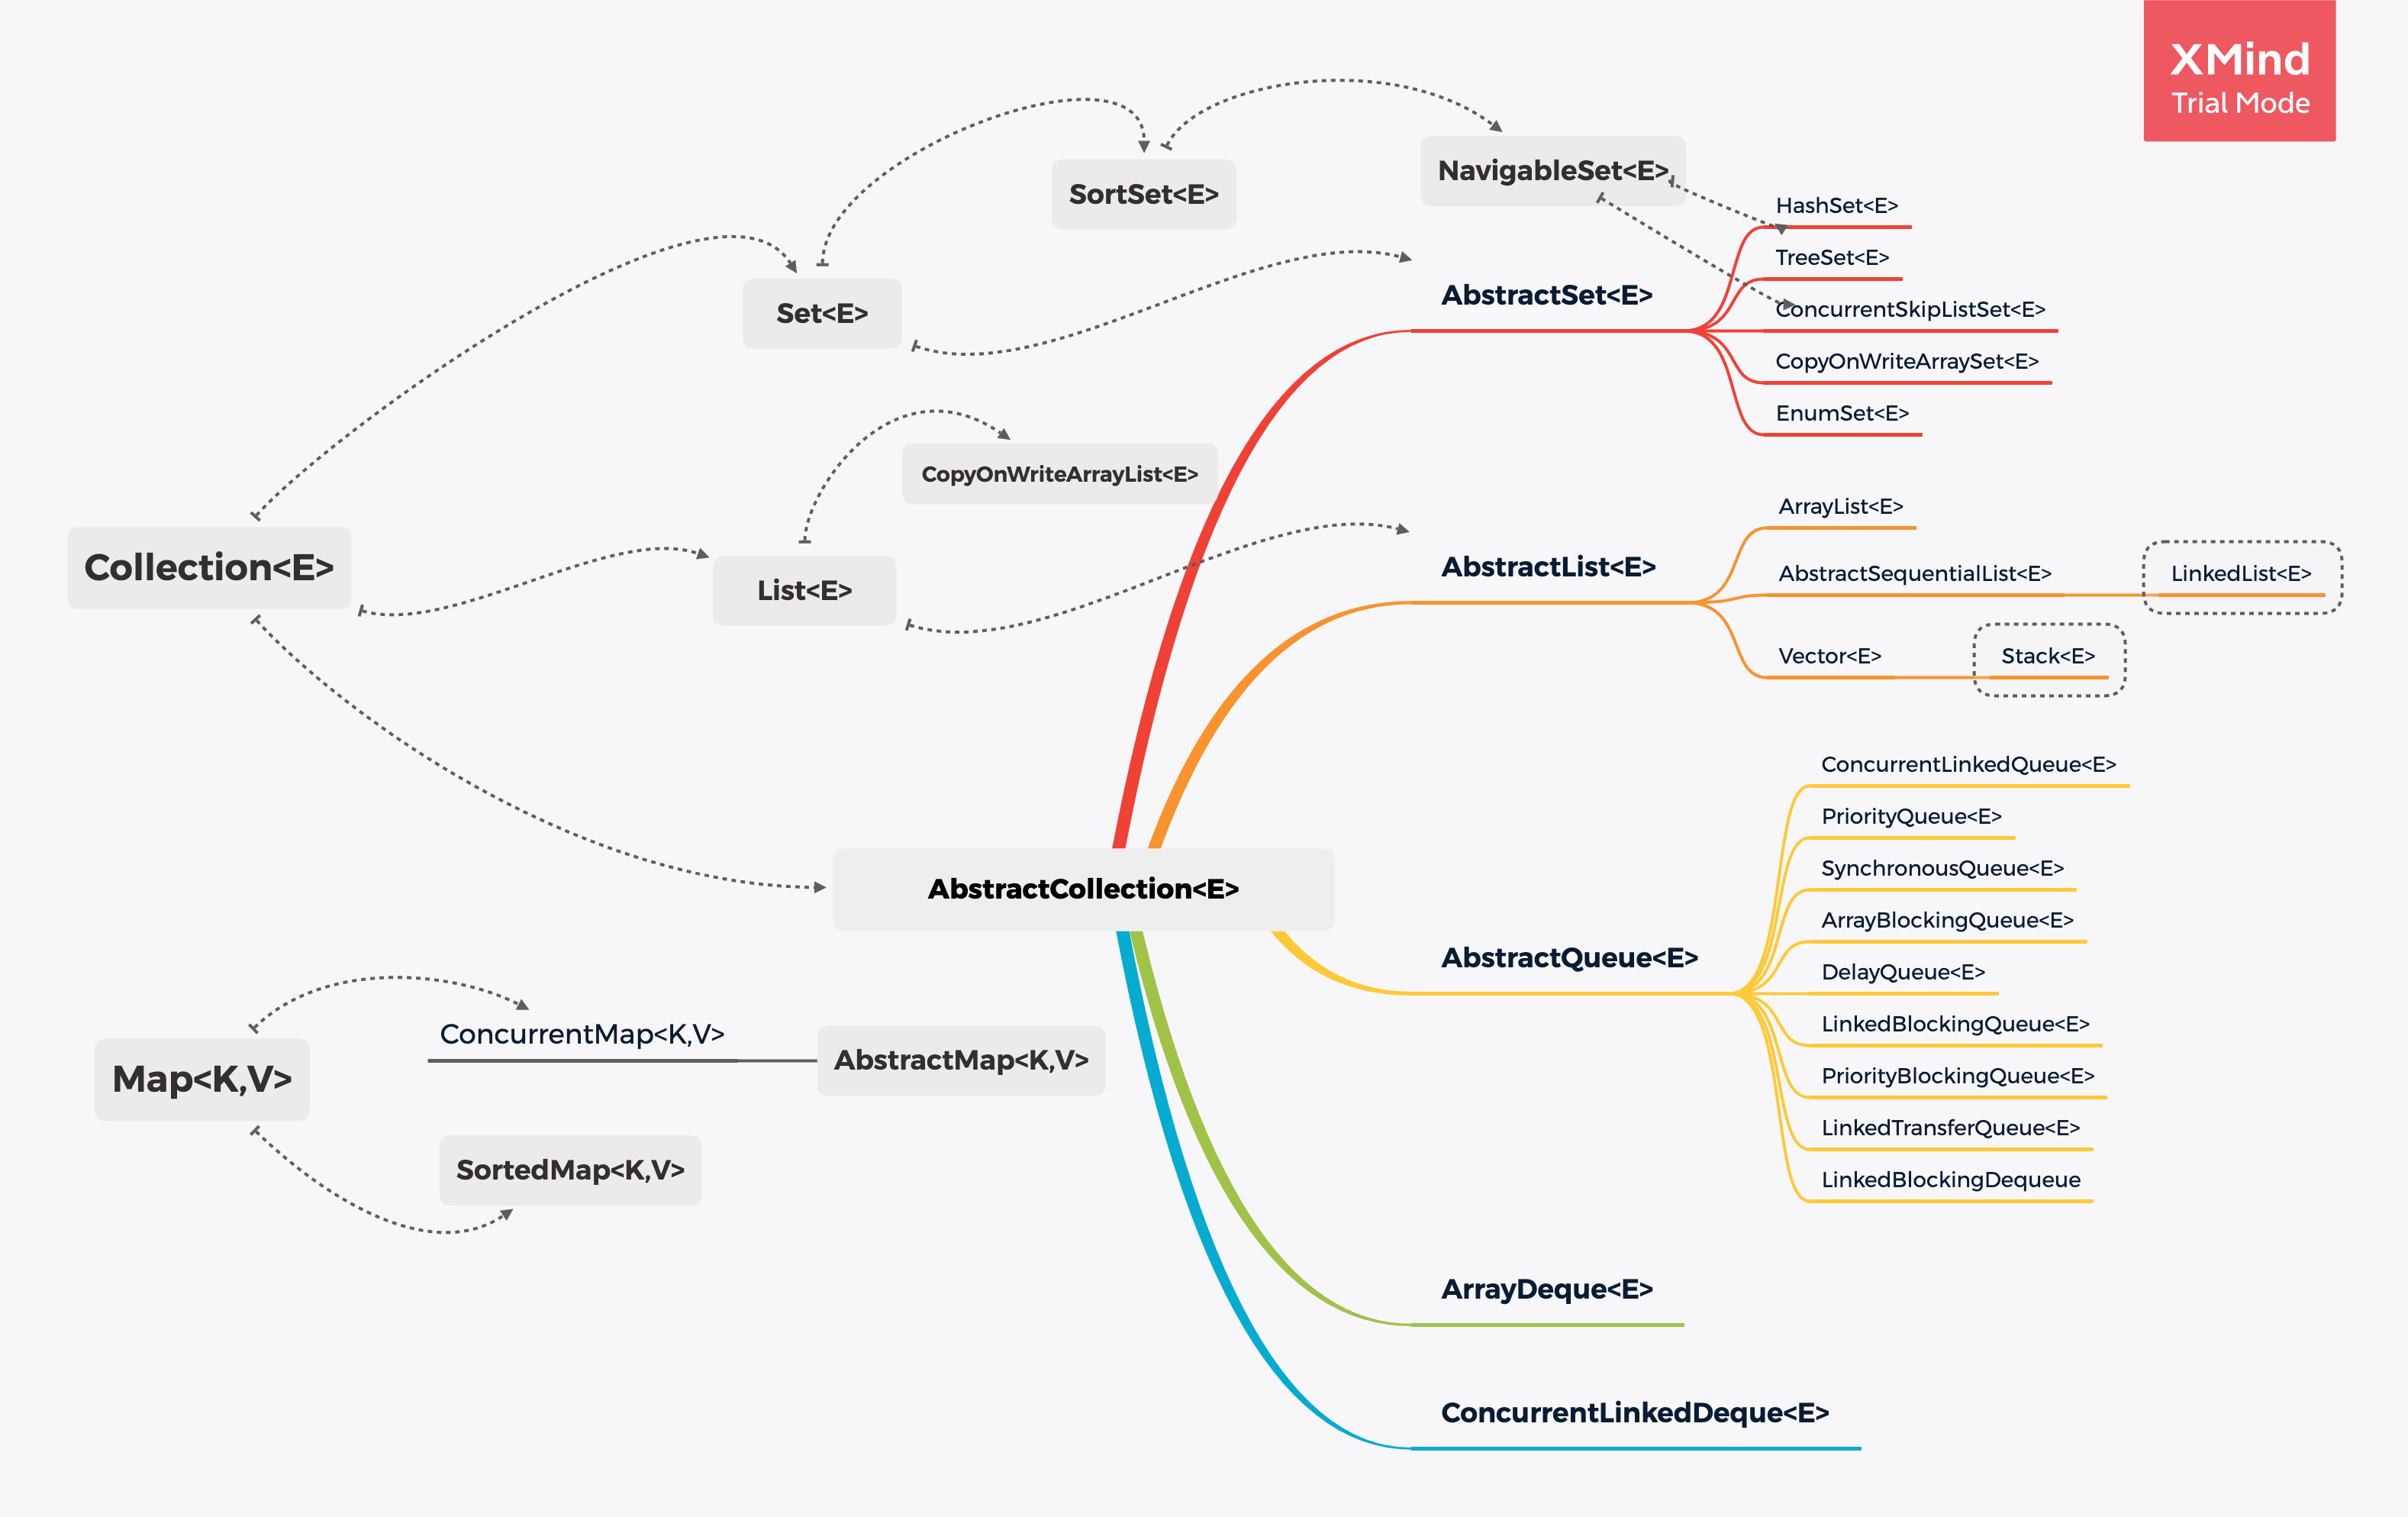 XMind
Trial Mode
SortSet<E>
NavigableSet<E>
HashSet<E>
TreeSet<E>
AbstractSet<E>
Set<E>
ConcurrentSkipListSet<E>
CopyOnWriteArraySet<E>
EnumSet<E>
CopyOnWriteArrayList<E>
Collection<E>
List<E>
AbstractList<E>
ArrayList<E>
AbstractSequentialList<E>
LinkedList<E>
Vector<E>
Stack<E>
AbstractCollection<E>
AbstractQueue<E>
ConcurrentLinkedQueue<E>
PriorityQueue<E>
SynchronousQueue<E>
ArrayBlockingQueue<E>
DelayQueue<E>
LinkedBlockingQueue<E>
PriorityBlockingQueue<E>
LinkedTransferQueue<E>
LinkedBlockingDequeue
Map<K,V>
ConcurrentMap<K,V>
AbstractMap<K,V>
SortedMap<K,V>
ArrayDeque<E>
ConcurrentLinkedDeque<E>